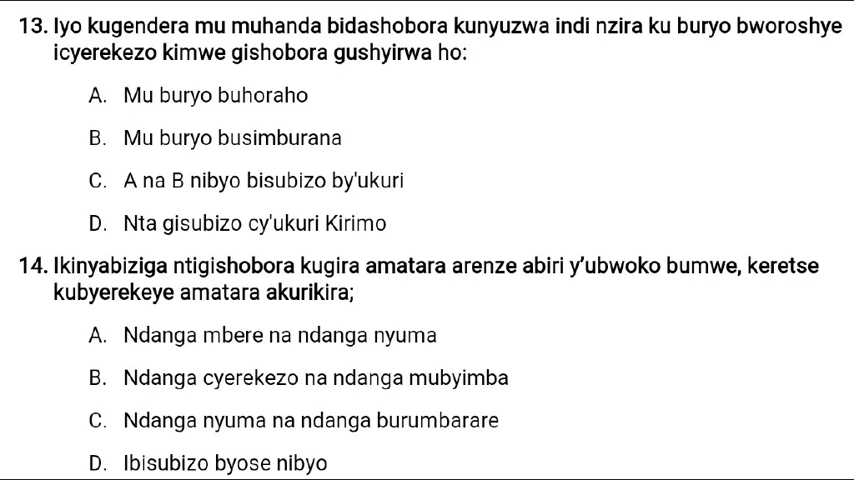 13. Iyo kugendera mu muhanda bidashobora kunyuzwa indi nzira ku buryo bworoshye
icyerekezo kimwe gishobora gushyirwa ho:
A. Mu buryo buhoraho
B. Mu buryo busimburana
C. A na B nibyo bisubizo by'ukuri
D. Nta gisubizo cy'ukuri Kirimo
14. Ikinyabiziga ntigishobora kugira amatara arenze abiri y'ubwoko bumwe, keretse
kubyerekeye amatara akurikira;
A. Ndanga mbere na ndanga nyuma
B. Ndanga cyerekezo na ndanga mubyimba
C. Ndanga nyuma na ndanga burumbarare
D. Ibisubizo byose nibyo